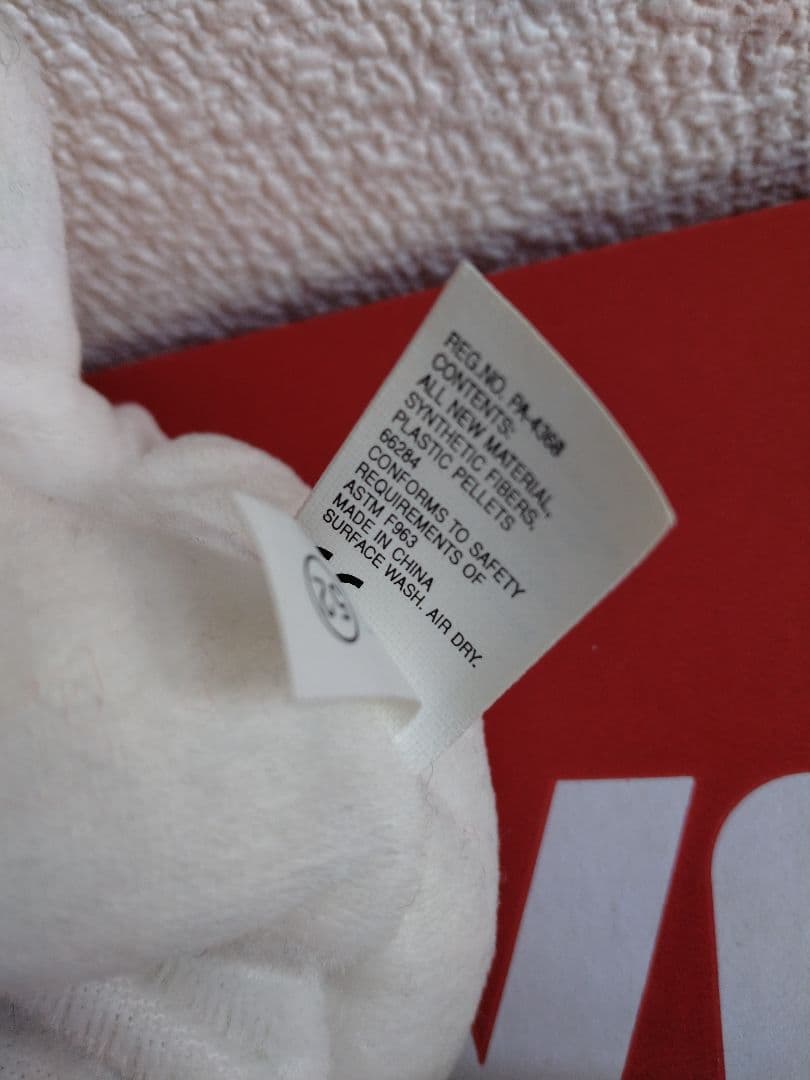 REG.NO. PA-4368
CONTENTS:
ALL NEW MATERIAL,
SYNTHETIC FIBERS,
PLASTIC PELLETS
66284
CONFORMS TO SAFETY
REQUIREMENTS OF
ASTM F963
MADE IN CHINA
SURFACE WASH. AIR DRY.